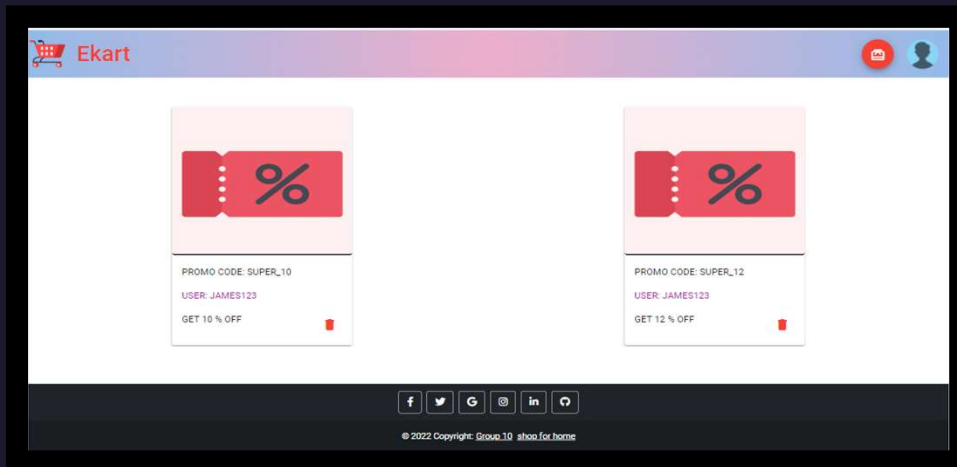 Ekart
%
%
PROMO CODE: SUPER_10
USER: JAMES123
GET 10 % OFF
PROMO CODE: SUPER_12
USER: JAMES123
GET 12 % OFF
© 2022 Copyright: Group 10 shop for home